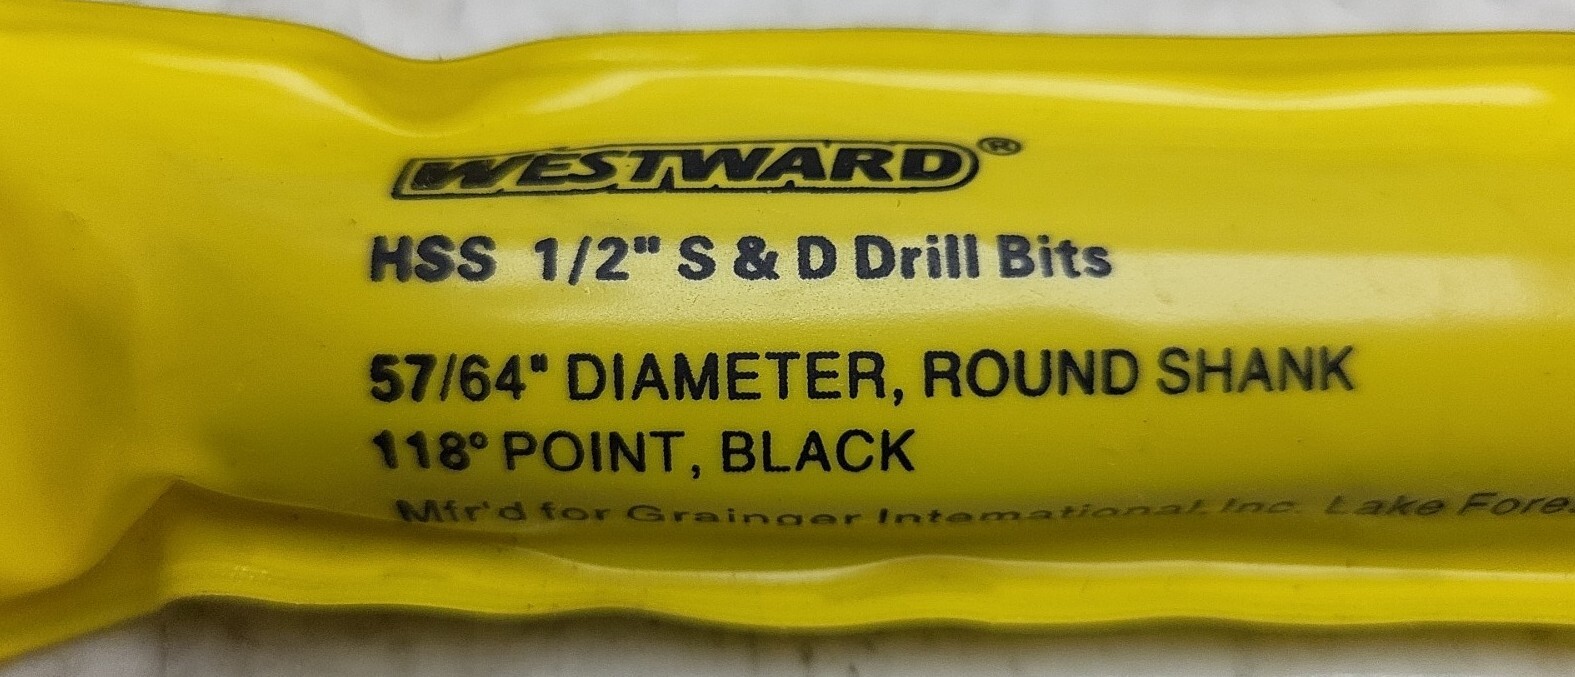 WESTWARD®
HSS 1/2" S & D Drill Bits
57/64" DIAMETER, ROUND SHANK
118° POINT, BLACK
Mfr'd for Grainger International, Inc. Lake Fore